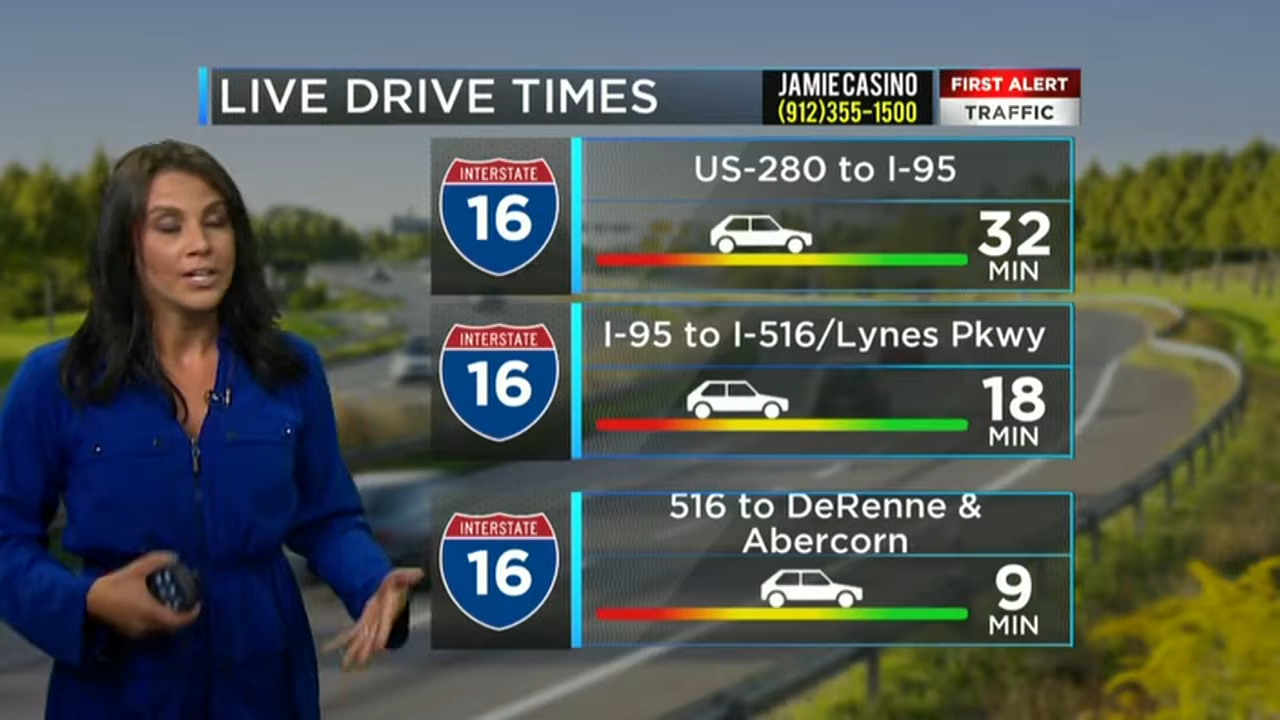 LIVE DRIVE TIMES
JAMIE CASINO
(912)355-1500
FIRST ALERT
TRAFFIC
INTERSTATE
16
US-280 to I-95
32
MIN
INTERSTATE
16
I-95 to I-516/Lynes Pkwy
18
MIN
INTERSTATE
16
516 to DeRenne &
Abercorn
9
MIN